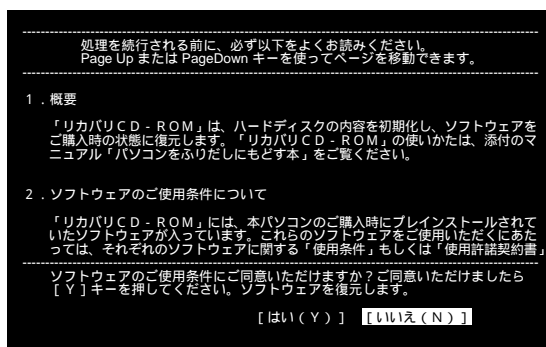 処理を続行される前に、必ず以下をよくお読みください。
Page Up または PageDown キーを使ってページを移動できます。
1．概要
「リカバリＣＤ‐ＲＯＭ」は、ハードディスクの内容を初期化し、ソフトウェアを
ご購入時の状態に復元します。「リカバリＣＤ‐ＲＯＭ」の使いかたは、添付のマ
ニュアル「パソコンをふりだしにもどす本」をご覧ください。
2．ソフトウェアのご使用条件について
「リカバリＣＤ‐ＲＯＭ」には、本パソコンのご購入時にプレインストールされて
いたソフトウェアが入っています。これらのソフトウェアをご使用いただくにあた
っては、それぞれのソフトウェアに関する「使用条件」もしくは「使用許諾契約書」
ソフトウェアのご使用条件にご同意いただけますか？ご同意いただけましたら
［Ｙ］キーを押してください。ソフトウェアを復元します。
［はい（Ｙ）］ ［いいえ（Ｎ）］